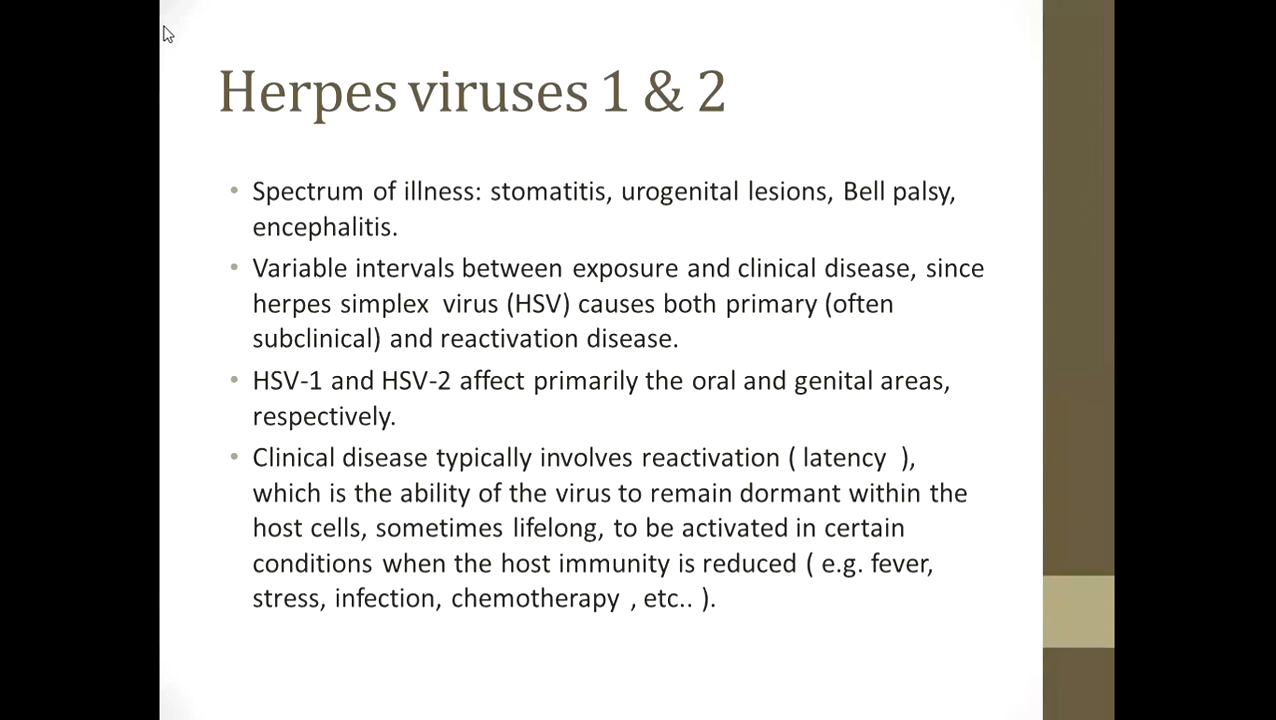 Herpes viruses 1 & 2
• Spectrum of illness: stomatitis, urogenital lesions, Bell palsy,
encephalitis.
• Variable intervals between exposure and clinical disease, since
herpes simplex virus (HSV) causes both primary (often
subclinical) and reactivation disease.
• HSV-1 and HSV-2 affect primarily the oral and genital areas,
respectively.
• Clinical disease typically involves reactivation ( latency ),
which is the ability of the virus to remain dormant within the
host cells, sometimes lifelong, to be activated in certain
conditions when the host immunity is reduced ( e.g. fever,
stress, infection, chemotherapy , etc.. ).